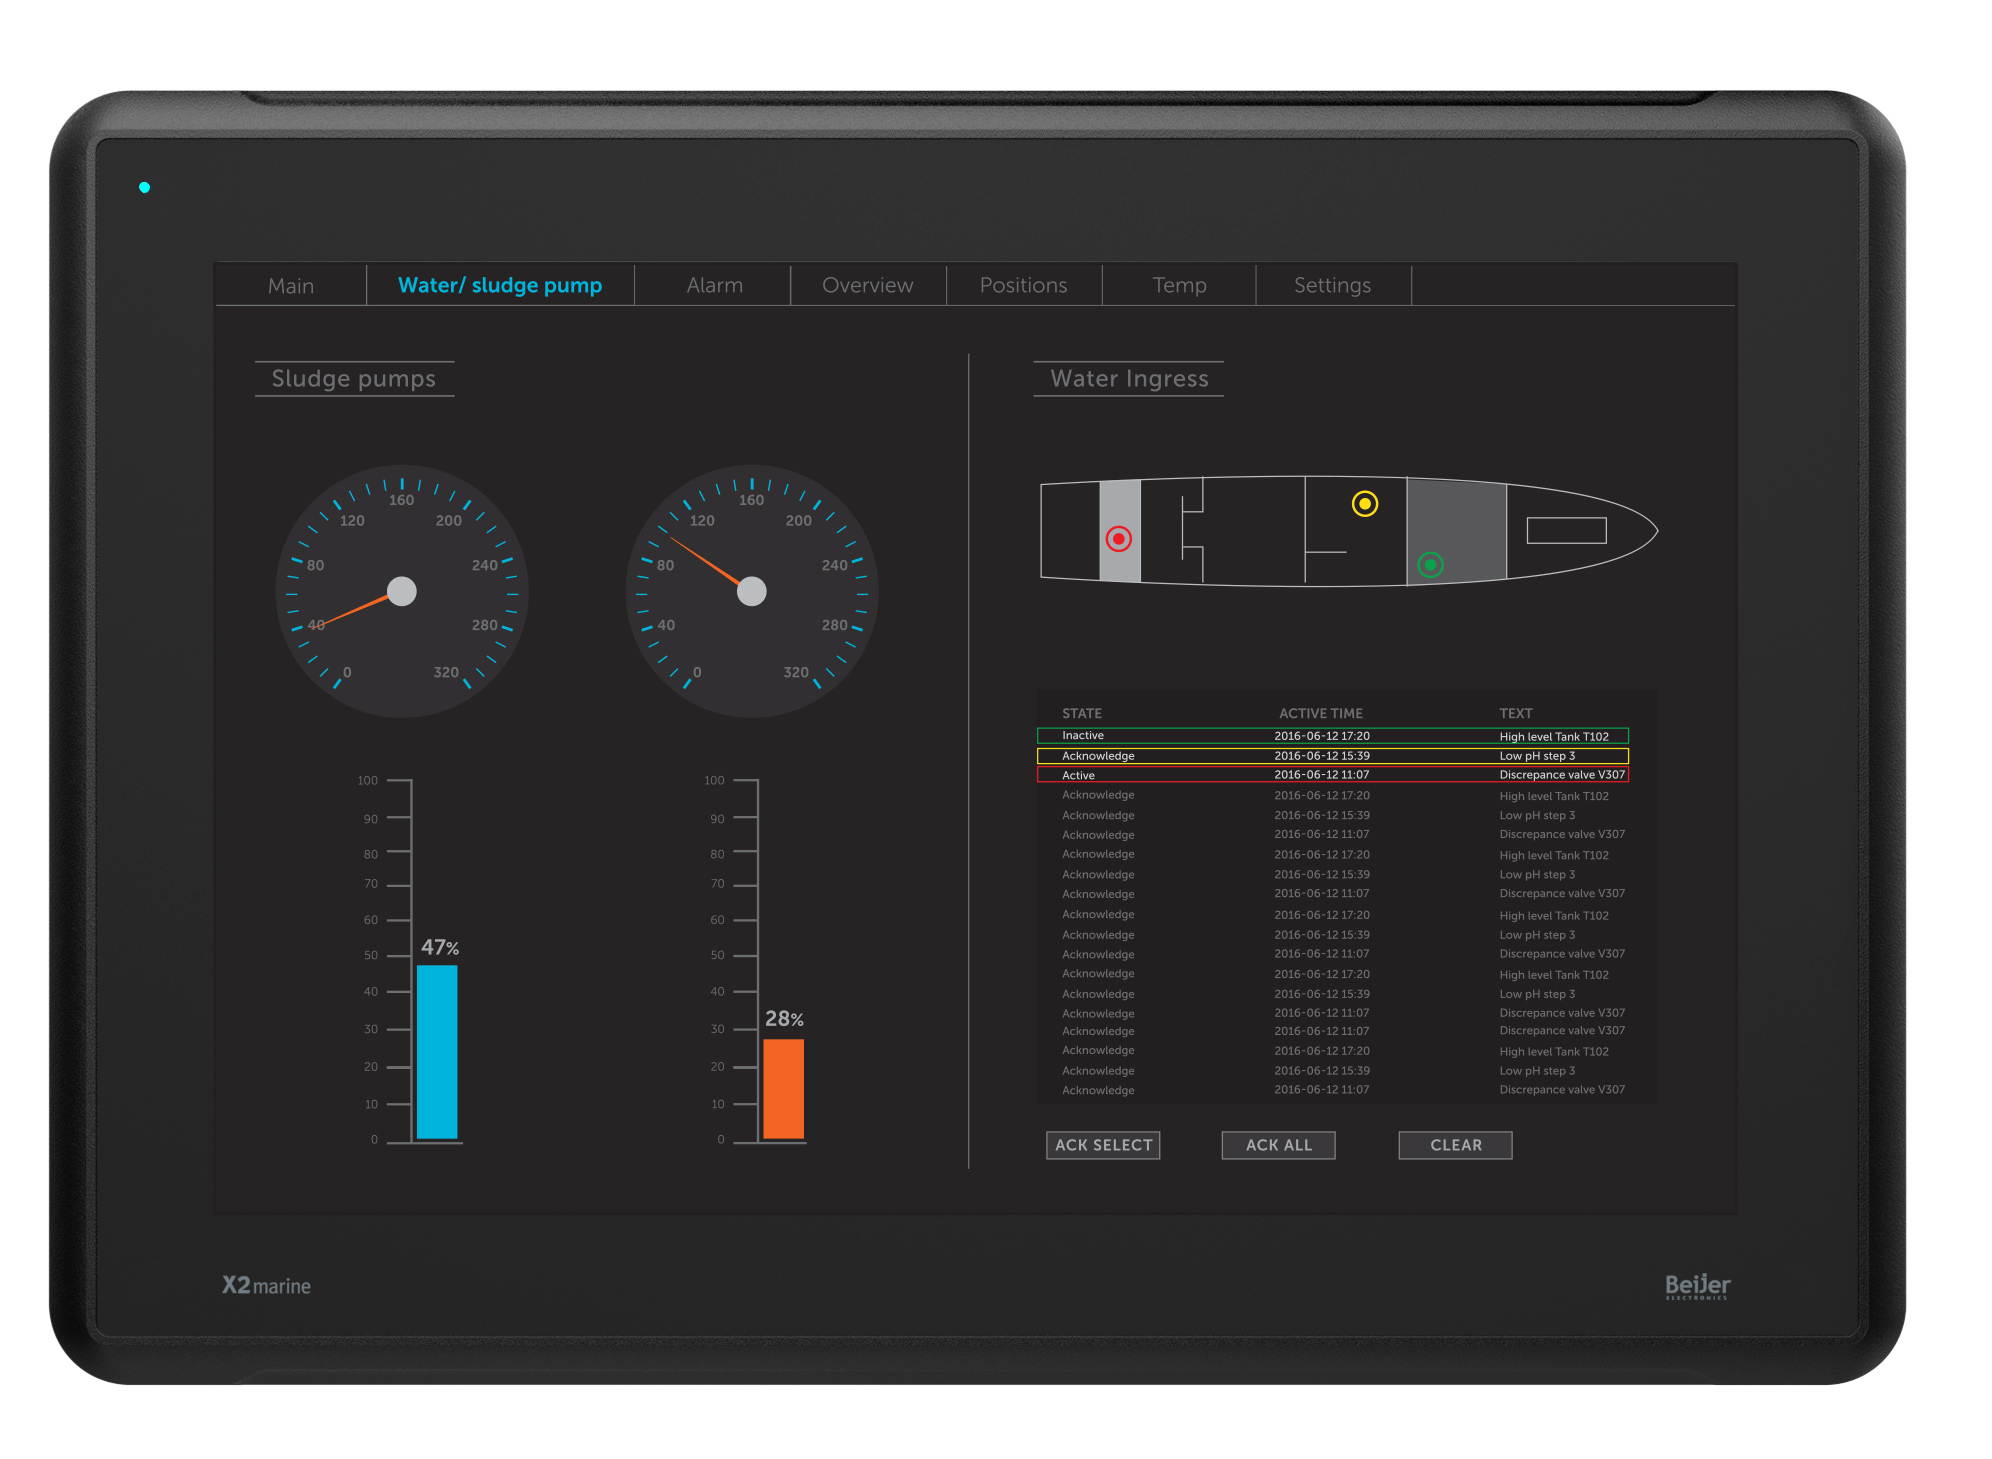 Main Water/ sludge pump Alarm Overview Positions Temp Settings
Sludge pumps
160
120 200
80 240
40 280
0 320
160
120 200
80 240
40 280
0 320
100
90
80
70
60
50
40
30
20
10
0
47%
100
90
80
70
60
50
40
30
20
10
0
28%
Water Ingress
STATE ACTIVE TIME TEXT
Inactive 2016-06-12 17:20 High level Tank T102
Acknowledge 2016-06-12 15:39 Low pH step 3
Active 2016-06-12 11:07 Discrepance valve V307
Acknowledge 2016-06-12 17:20 High level Tank T102
Acknowledge 2016-06-12 15:39 Low pH step 3
Acknowledge 2016-06-12 11:07 Discrepance valve V307
Acknowledge 2016-06-12 17:20 High level Tank T102
Acknowledge 2016-06-12 15:39 Low pH step 3
Acknowledge 2016-06-12 11:07 Discrepance valve V307
Acknowledge 2016-06-12 17:20 High level Tank T102
Acknowledge 2016-06-12 15:39 Low pH step 3
Acknowledge 2016-06-12 11:07 Discrepance valve V307
Acknowledge 2016-06-12 17:20 High level Tank T102
Acknowledge 2016-06-12 15:39 Low pH step 3
Acknowledge 2016-06-12 11:07 Discrepance valve V307
Acknowledge 2016-06-12 11:07 Discrepance valve V307
Acknowledge 2016-06-12 17:20 High level Tank T102
Acknowledge 2016-06-12 15:39 Low pH step 3
Acknowledge 2016-06-12 11:07 Discrepance valve V307
ACK SELECT ACK ALL CLEAR
X2 marine
Beijer
ELECTRONICS